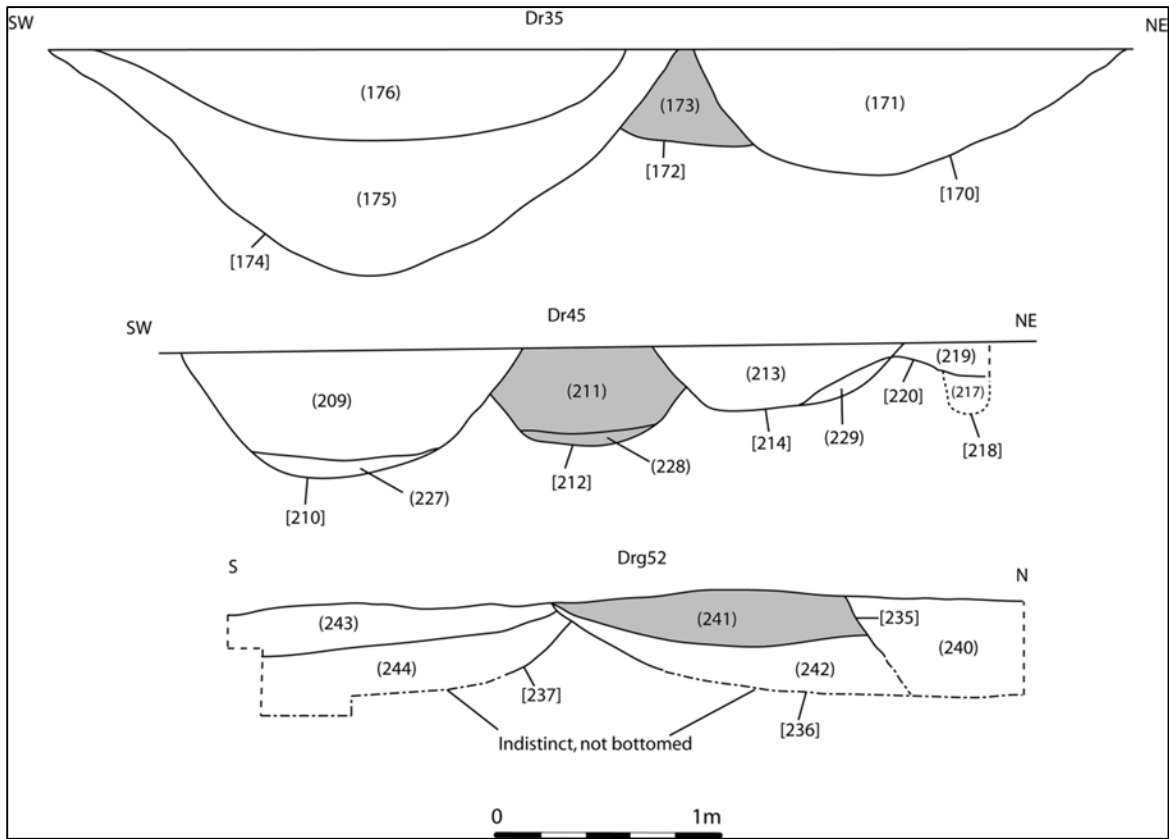 Dr35
SW
NE
(176)
(173)
(171)
(175)
[172]
[170]
[174]
Dr45
SW
NE
(219)
(213)
(211)
(209)
(217)
[220]
(229)
[214]
[218]
(228)
[212]
(227)
[210]
Drg52
S
N
(243)
(241)
[235]
(240)
(244)
(242)
[237]
[236]
Indistinct, not bottomed
0 1m